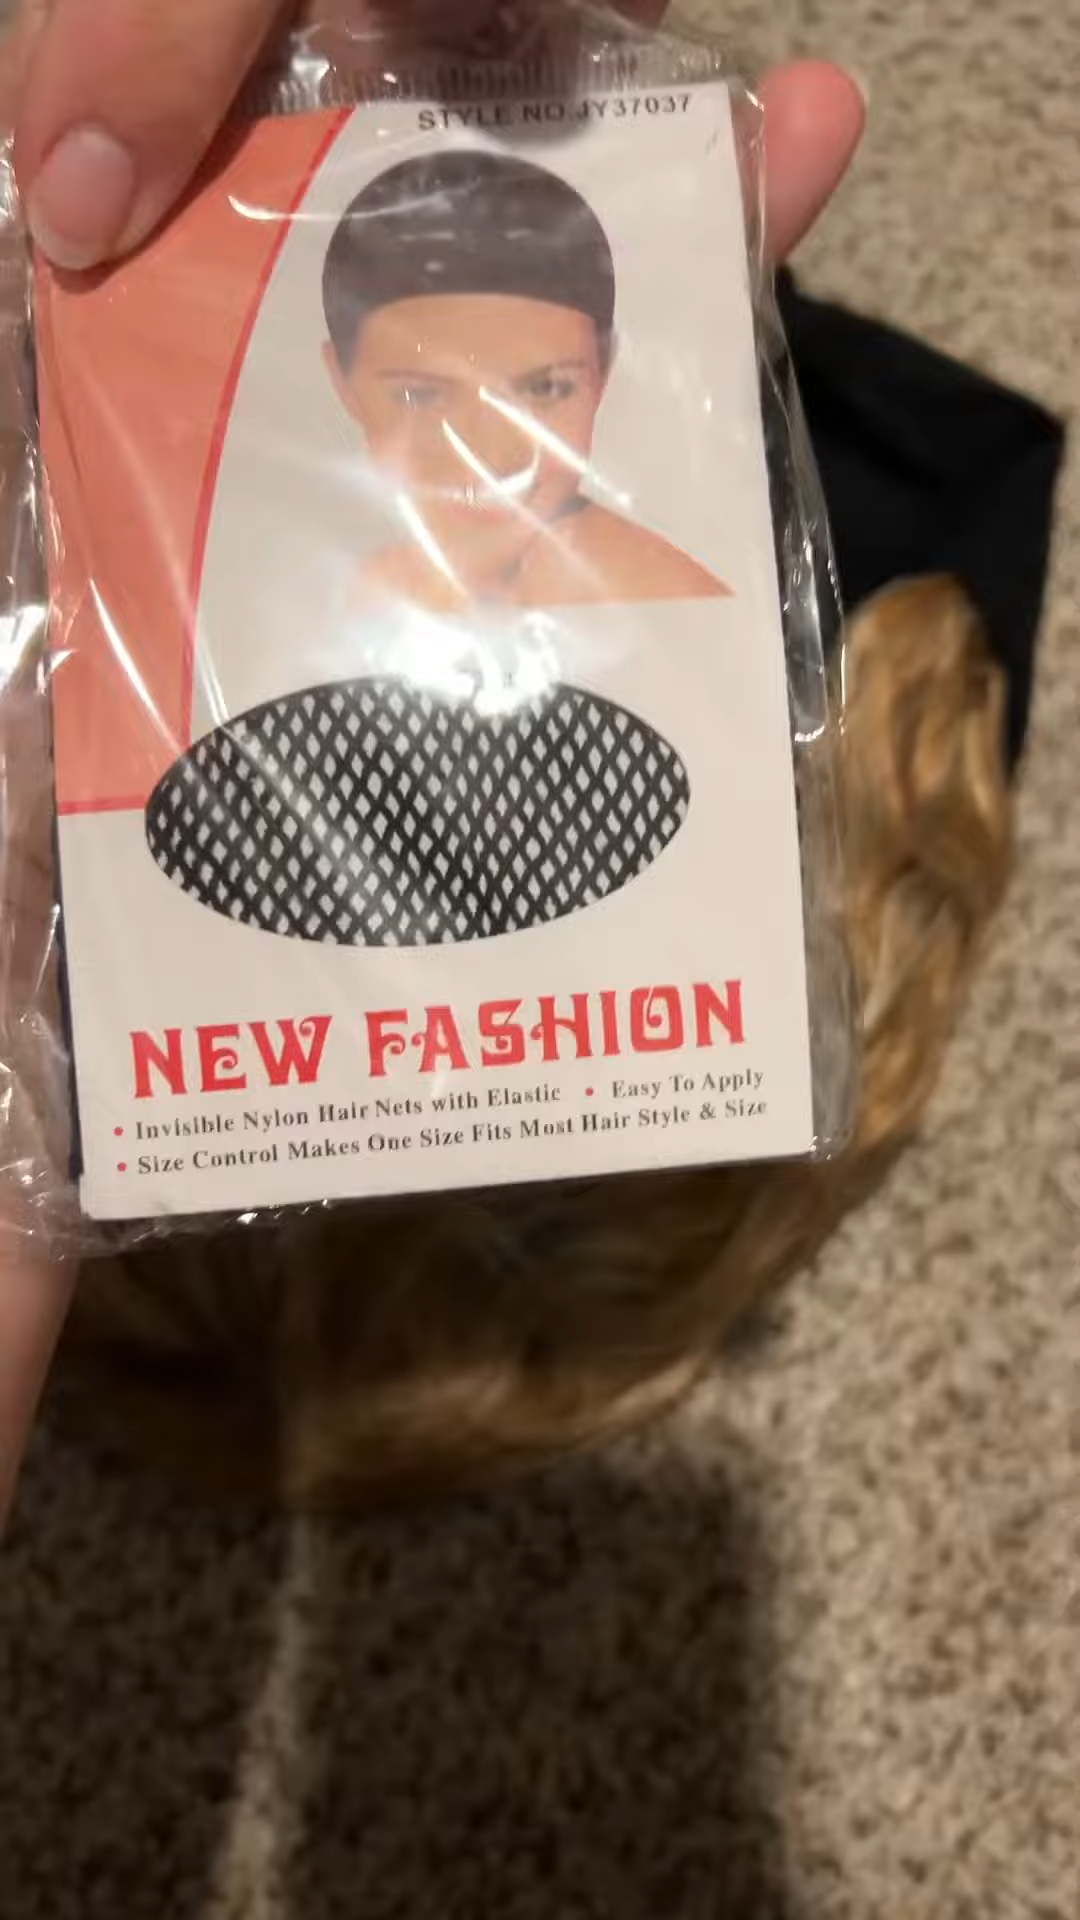 STYLE NO.JY37037
NEW FASHION
• Invisible Nylon Hair Nets with Elastic • Easy To Apply
• Size Control Makes One Size Fits Most Hair Style & Size